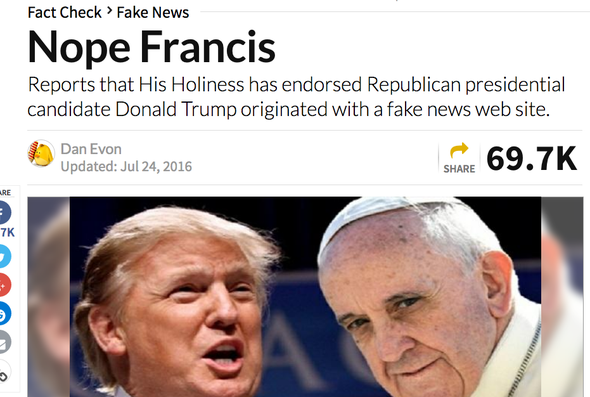 Fact Check > Fake News
Nope Francis
Reports that His Holiness has endorsed Republican presidential
candidate Donald Trump originated with a fake news web site.
Dan Evon
Updated: Jul 24, 2016
SHARE
69.7K
ARE
7K